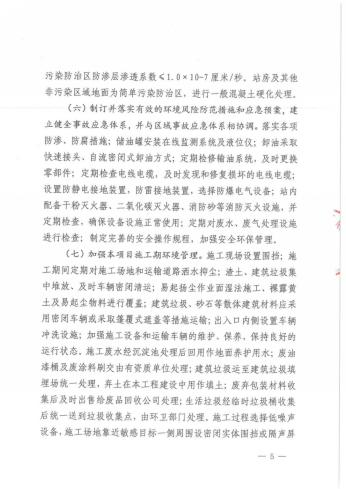 污染防治区防渗层渗透系数≤1.0×10-7厘米/秒。站房及其他
非污染区域地面为简单污染防治区，进行一般混凝土硬化处理。
（六）制订并落实有效的环境风险防范措施和应急预案，建
立健全事故应急体系，并与区域事故应急体系相协调。落实各项
防渗、防腐措施；储油罐安装在线监测系统及液位仪；卸油采取
快速接头、自流密闭式卸油方式；定期检修输油系统，及时更换
零部件；定期检查电线电缆，及时发现和修复损坏的电线电缆；
设置防静电接地装置，防雷接地装置，选择防爆电气设备；站内
配备干粉灭火器、二氧化碳灭火器、消防砂等消防灭火设施，并
定期检查，确保设备设施正常使用；定期对废水、废气处理设施
进行检查；制定完善的安全操作规程，加强安全环保管理。
（七）加强本项目施工期环境管理。施工现场设置围挡；施
工期间定期对施工场地和运输道路洒水抑尘；渣土、建筑垃圾集
中堆放、及时车辆密闭清运；易起扬尘作业面湿法施工、裸露黄
土及易起尘物料进行覆盖；建筑垃圾、砂石等散体建筑材料应采
用密闭车辆或采取篷覆式遮盖等措施运输；出入口内侧设置车辆
冲洗设施；加强施工设备和运输车辆的维护、保养，保持良好的
运行状态。施工废水经沉淀池处理后回用作地面养护用水；废油
漆桶及废涂料刷交由有资质单位处理；建筑垃圾运至建筑垃圾填
埋场统一处理，弃土在本工程建设中用作填土；废弃包装材料收
集后及时出售给废品回收公司处理；生活垃圾经临时垃圾桶收集
后统一送到垃圾收集点，由环卫部门处理。施工过程选择低噪声
设备，施工场地靠近敏感目标一侧周围设密闭实体围挡或隔声屏
— 5 —